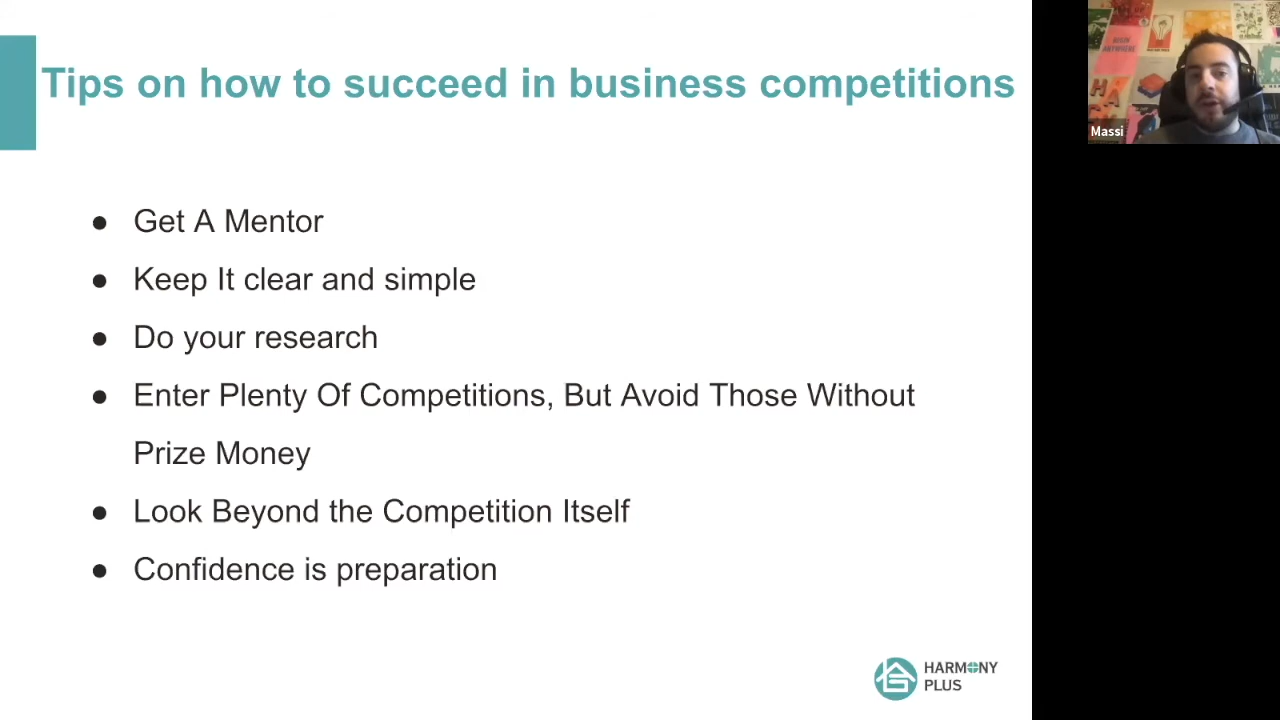 Tips on how to succeed in business competitions
Massi
● Get A Mentor
● Keep It clear and simple
● Do your research
● Enter Plenty Of Competitions, But Avoid Those Without
Prize Money
● Look Beyond the Competition Itself
● Confidence is preparation
HARMONY
PLUS